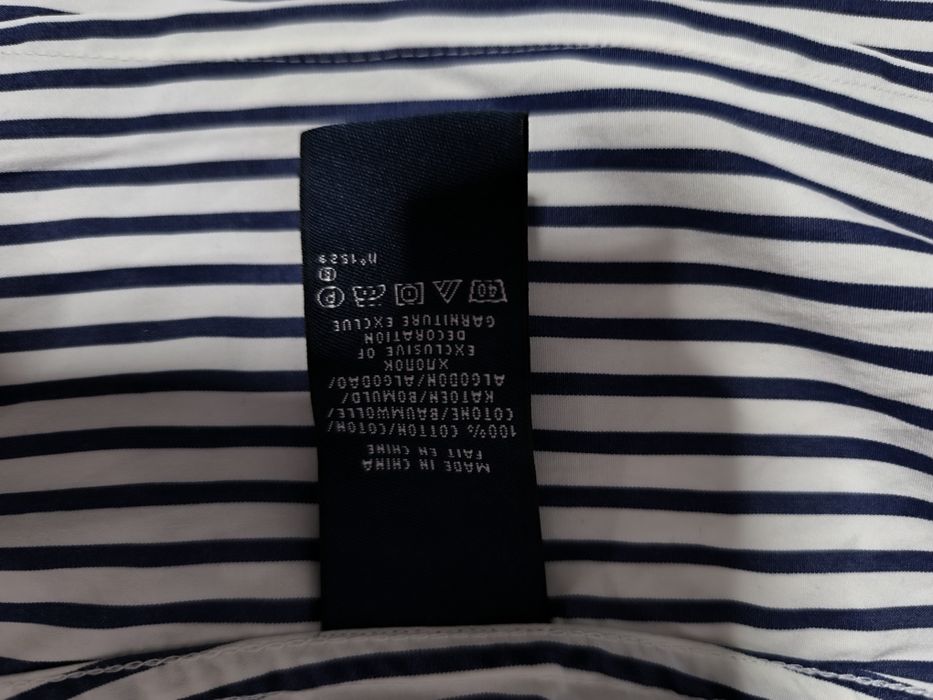 MADE IN CHINA
FAIT EN CHINE
100% COTTON/COTON/
COTONE/BAUMWOLLE/
KATOEN/BOMULD/
ALGODON/ALGODAO/
ХЛОПОК
EXCLUSIVE OF
DECORATION
GARNITURE EXCLUE
40 P
N°1529